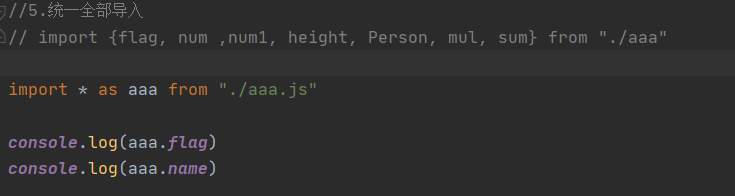 //5.统一全部导入
// import {flag, num ,num1, height, Person, mul, sum} from "./aaa"
import * as aaa from "./aaa.js"
console.log(aaa.flag)
console.log(aaa.name)